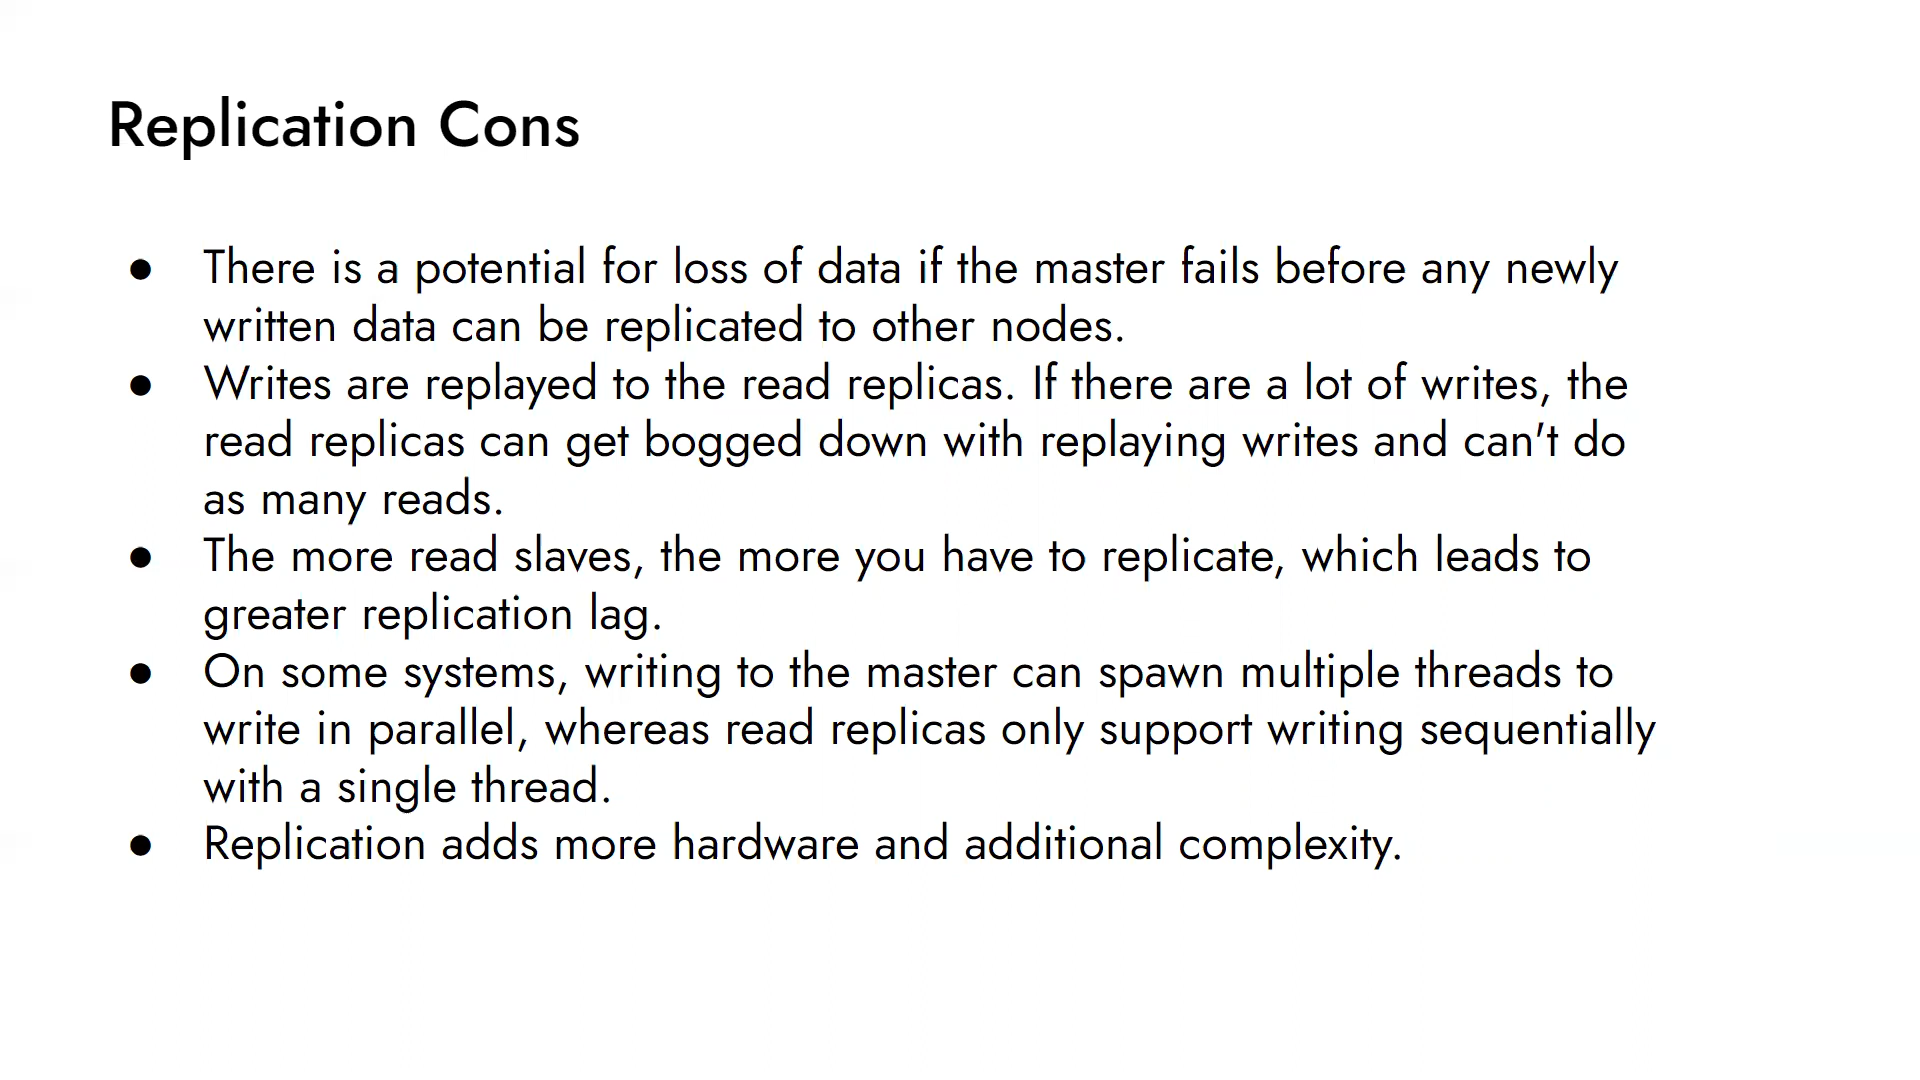 Replication Cons
● There is a potential for loss of data if the master fails before any newly
written data can be replicated to other nodes.
● Writes are replayed to the read replicas. If there are a lot of writes, the
read replicas can get bogged down with replaying writes and can't do
as many reads.
● The more read slaves, the more you have to replicate, which leads to
greater replication lag.
● On some systems, writing to the master can spawn multiple threads to
write in parallel, whereas read replicas only support writing sequentially
with a single thread.
● Replication adds more hardware and additional complexity.